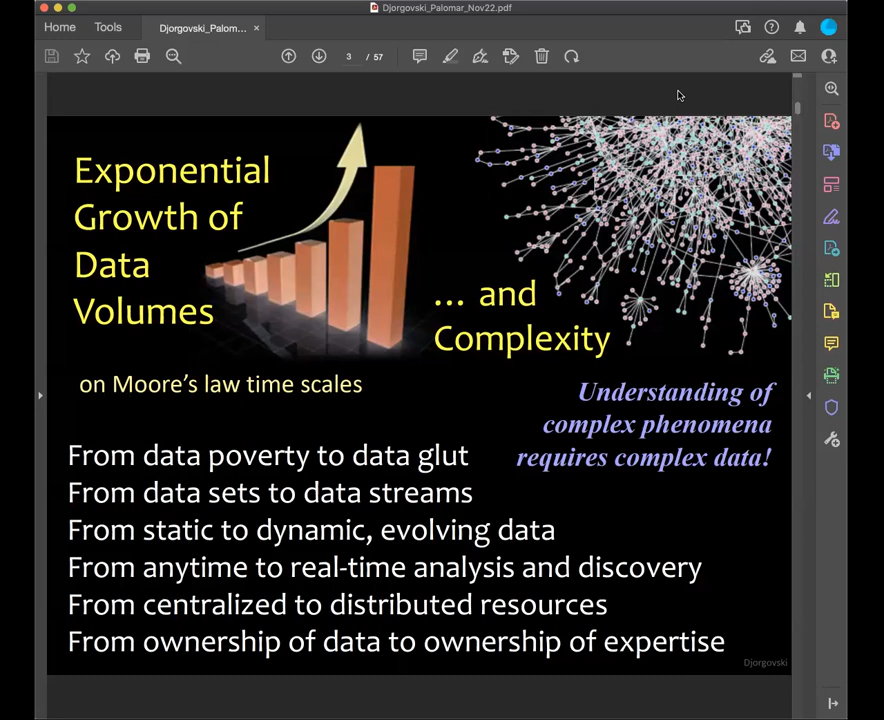 Djorgovski_Palomar_Nov22.pdf
Home Tools Djorgovski_Palom... ×
3 / 57
Exponential
Growth of
Data
Volumes
... and
Complexity
on Moore's law time scales
Understanding of
complex phenomena
requires complex data!
From data poverty to data glut
From data sets to data streams
From static to dynamic, evolving data
From anytime to real-time analysis and discovery
From centralized to distributed resources
From ownership of data to ownership of expertise
Djorgovski